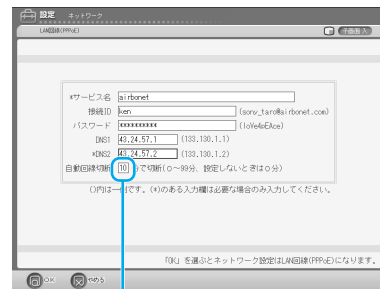 設定 ネットワーク
LAN回線(PPPoE) 子画面入
*サービス名 airbonet
接続ID ken (sony_taro@airbonet.com)
パスワード ********** (1oVe4pEAce)
DNS1 43.24.57.1 (133.130.1.1)
*DNS2 43.24.57.2 (133.130.1.2)
自動回線切断 10 分で切断(0～99分、設定しないときは0分)
()内は一例です。(*)のある入力欄は必要な場合のみ入力してください。
「OK」を選ぶとネットワーク設定はLAN回線(PPPoE)になります。
OK やめる